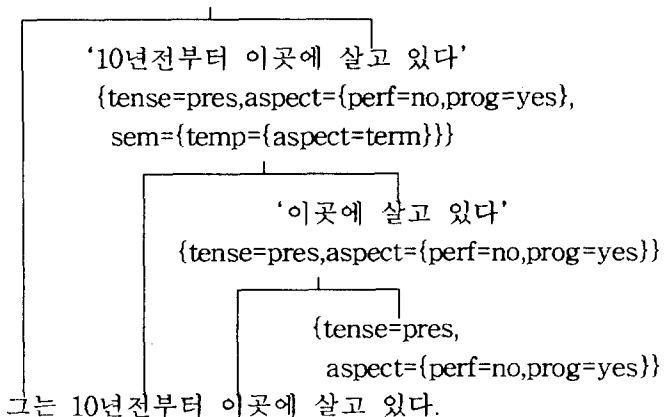 ‘10년전부터 이곳에 살고 있다’
{tense=pres,aspect={perf=no,prog=yes},
sem={temp={aspect=term}}}
‘이곳에 살고 있다’
{tense=pres,aspect={perf=no,prog=yes}}
{tense=pres,
aspect={perf=no,prog=yes}}
그는 10년전부터 이곳에 살고 있다.